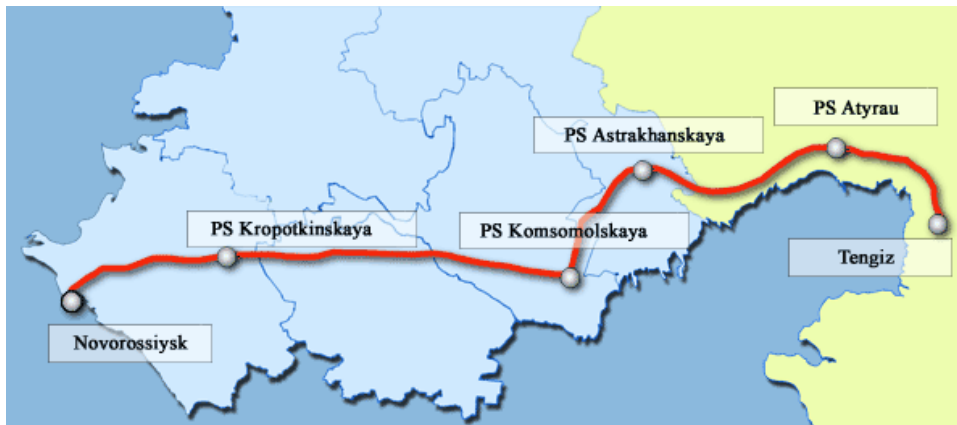 PS Atyrau
PS Astrakhanskaya
PS Kropotkinskaya
PS Komsomolskaya
Tengiz
Novorossiysk